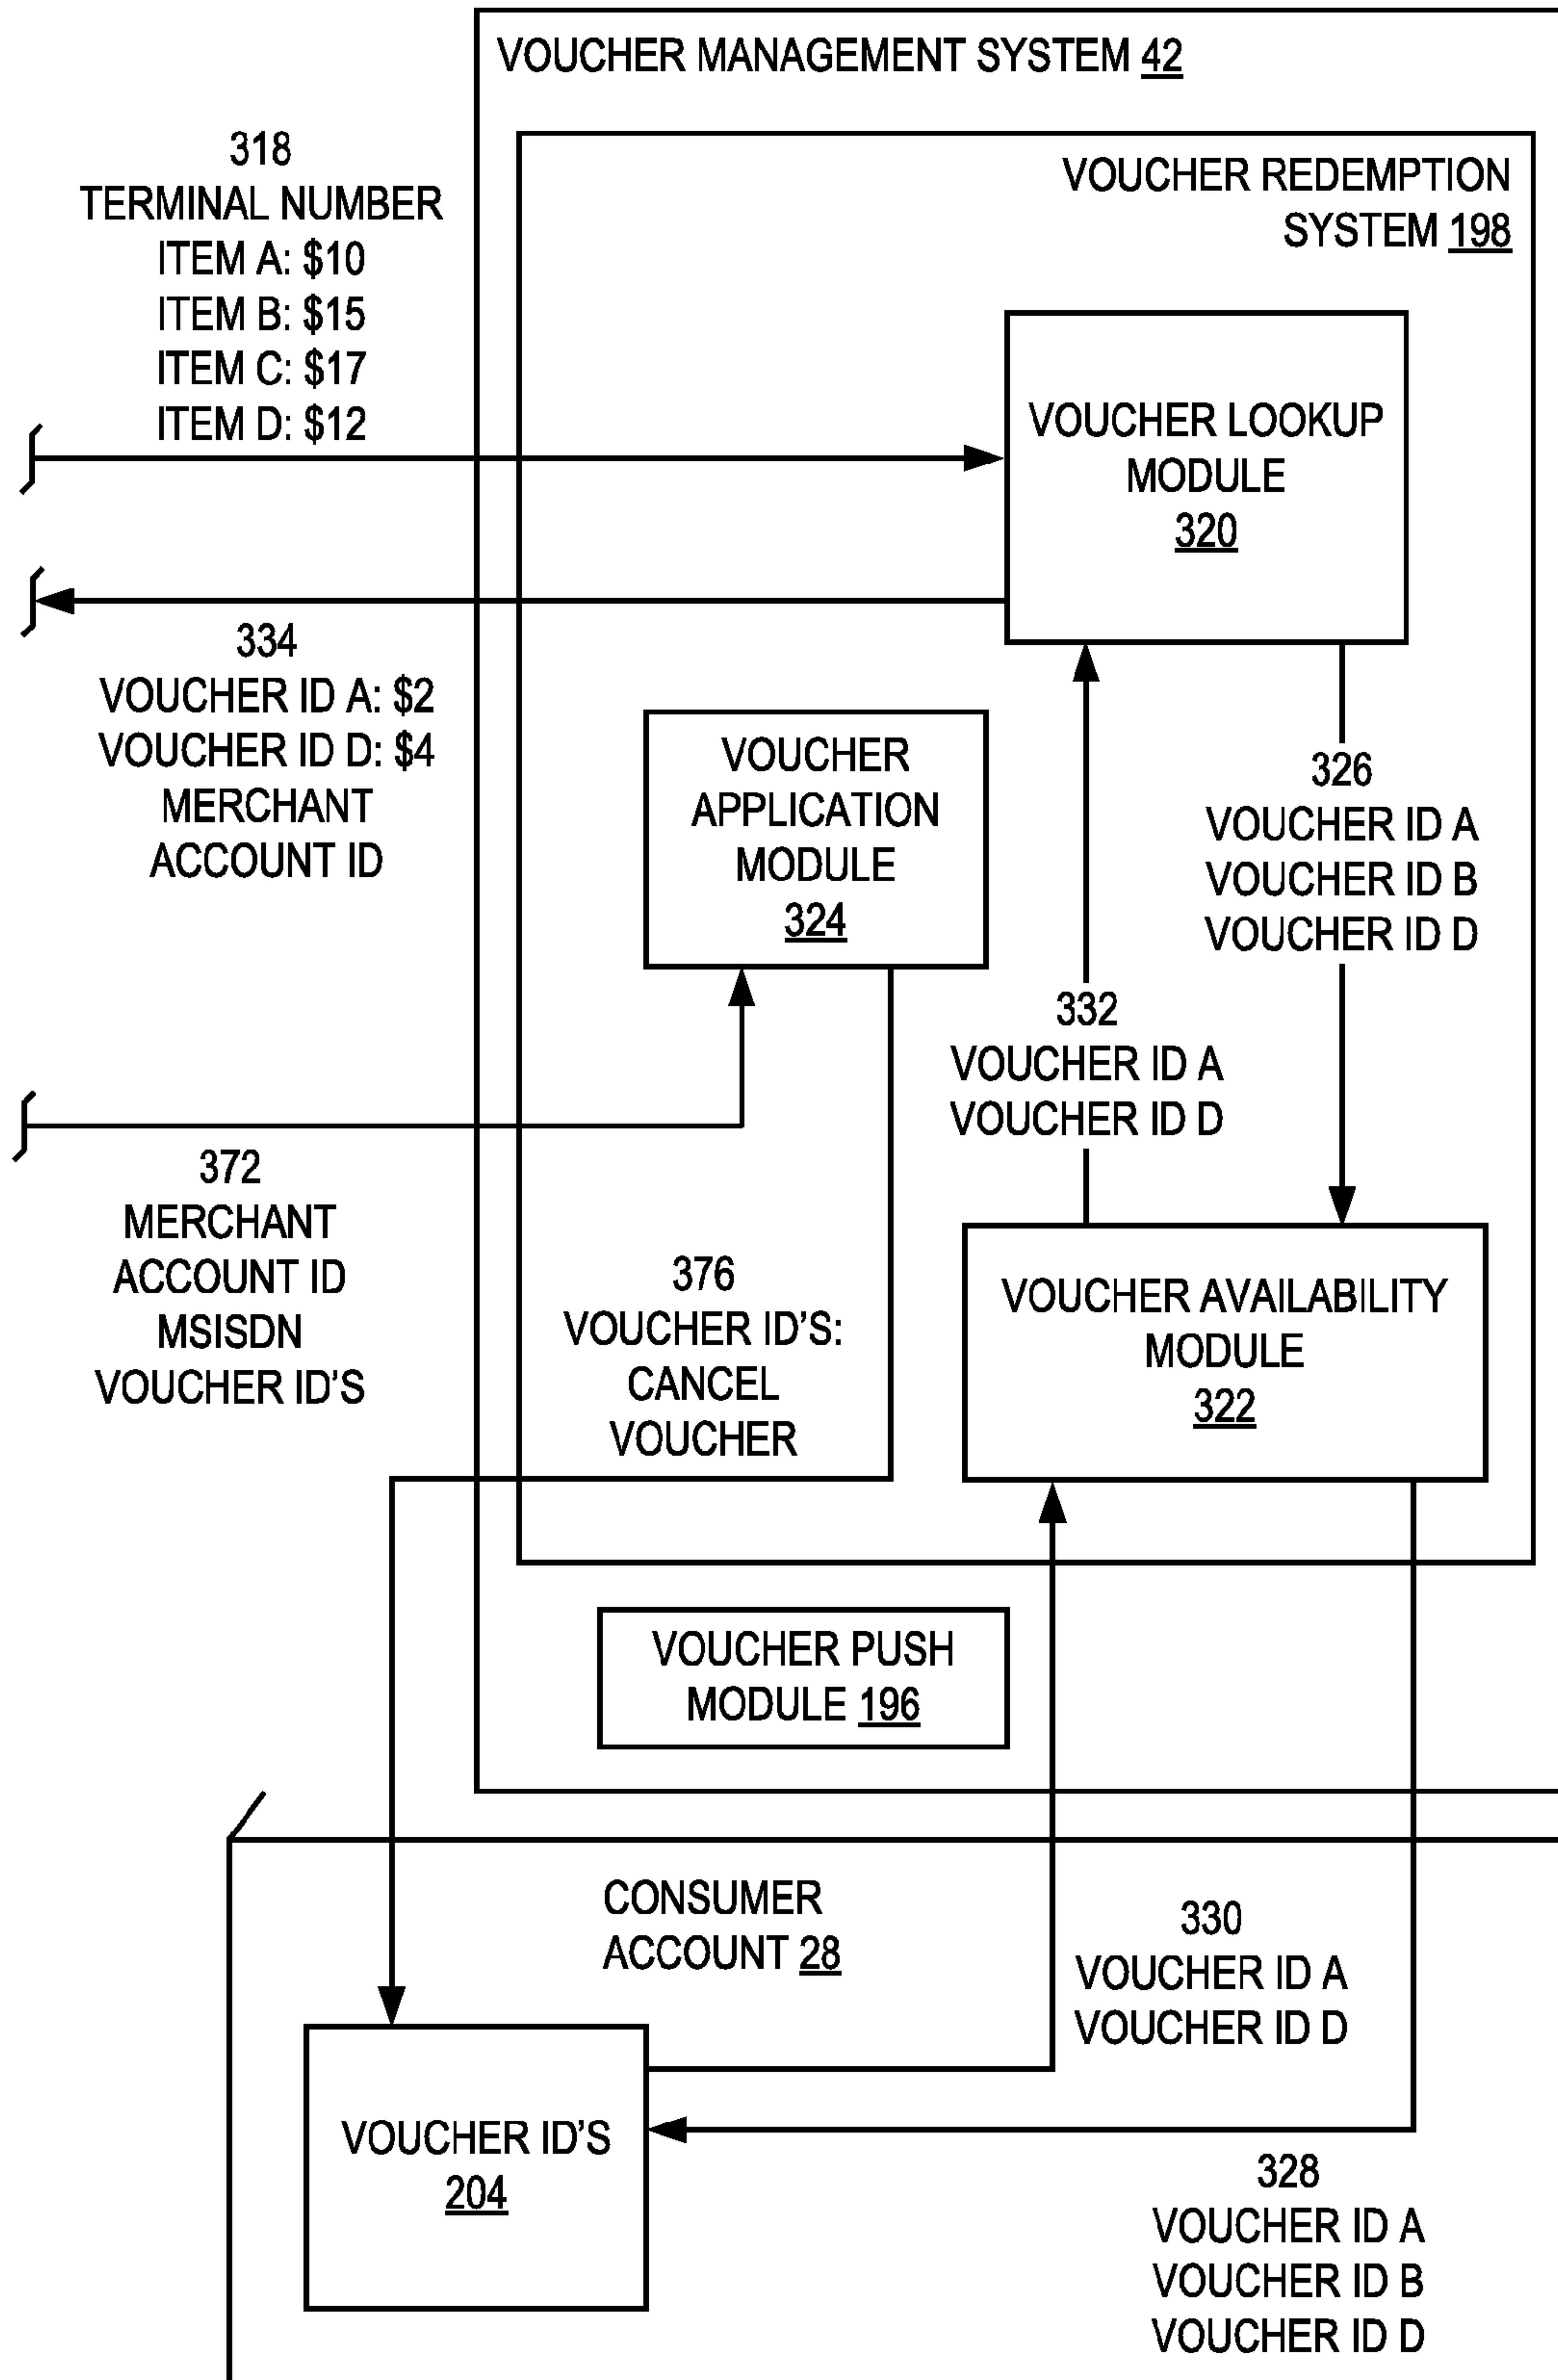 VOUCHER MANAGEMENT SYSTEM 42
318
TERMINAL NUMBER
ITEM A: $10
ITEM B: $15
ITEM C: $17
ITEM D: $12
VOUCHER REDEMPTION
SYSTEM 198
VOUCHER LOOKUP
MODULE
320
334
VOUCHER ID A: $2
VOUCHER ID D: $4
MERCHANT
ACCOUNT ID
VOUCHER
APPLICATION
MODULE
324
326
VOUCHER ID A
VOUCHER ID B
VOUCHER ID D
332
VOUCHER ID A
VOUCHER ID D
372
MERCHANT
ACCOUNT ID
MSISDN
VOUCHER ID'S
376
VOUCHER ID'S:
CANCEL
VOUCHER
VOUCHER AVAILABILITY
MODULE
322
VOUCHER PUSH
MODULE 196
CONSUMER
ACCOUNT 28
330
VOUCHER ID A
VOUCHER ID D
VOUCHER ID'S
204
328
VOUCHER ID A
VOUCHER ID B
VOUCHER ID D